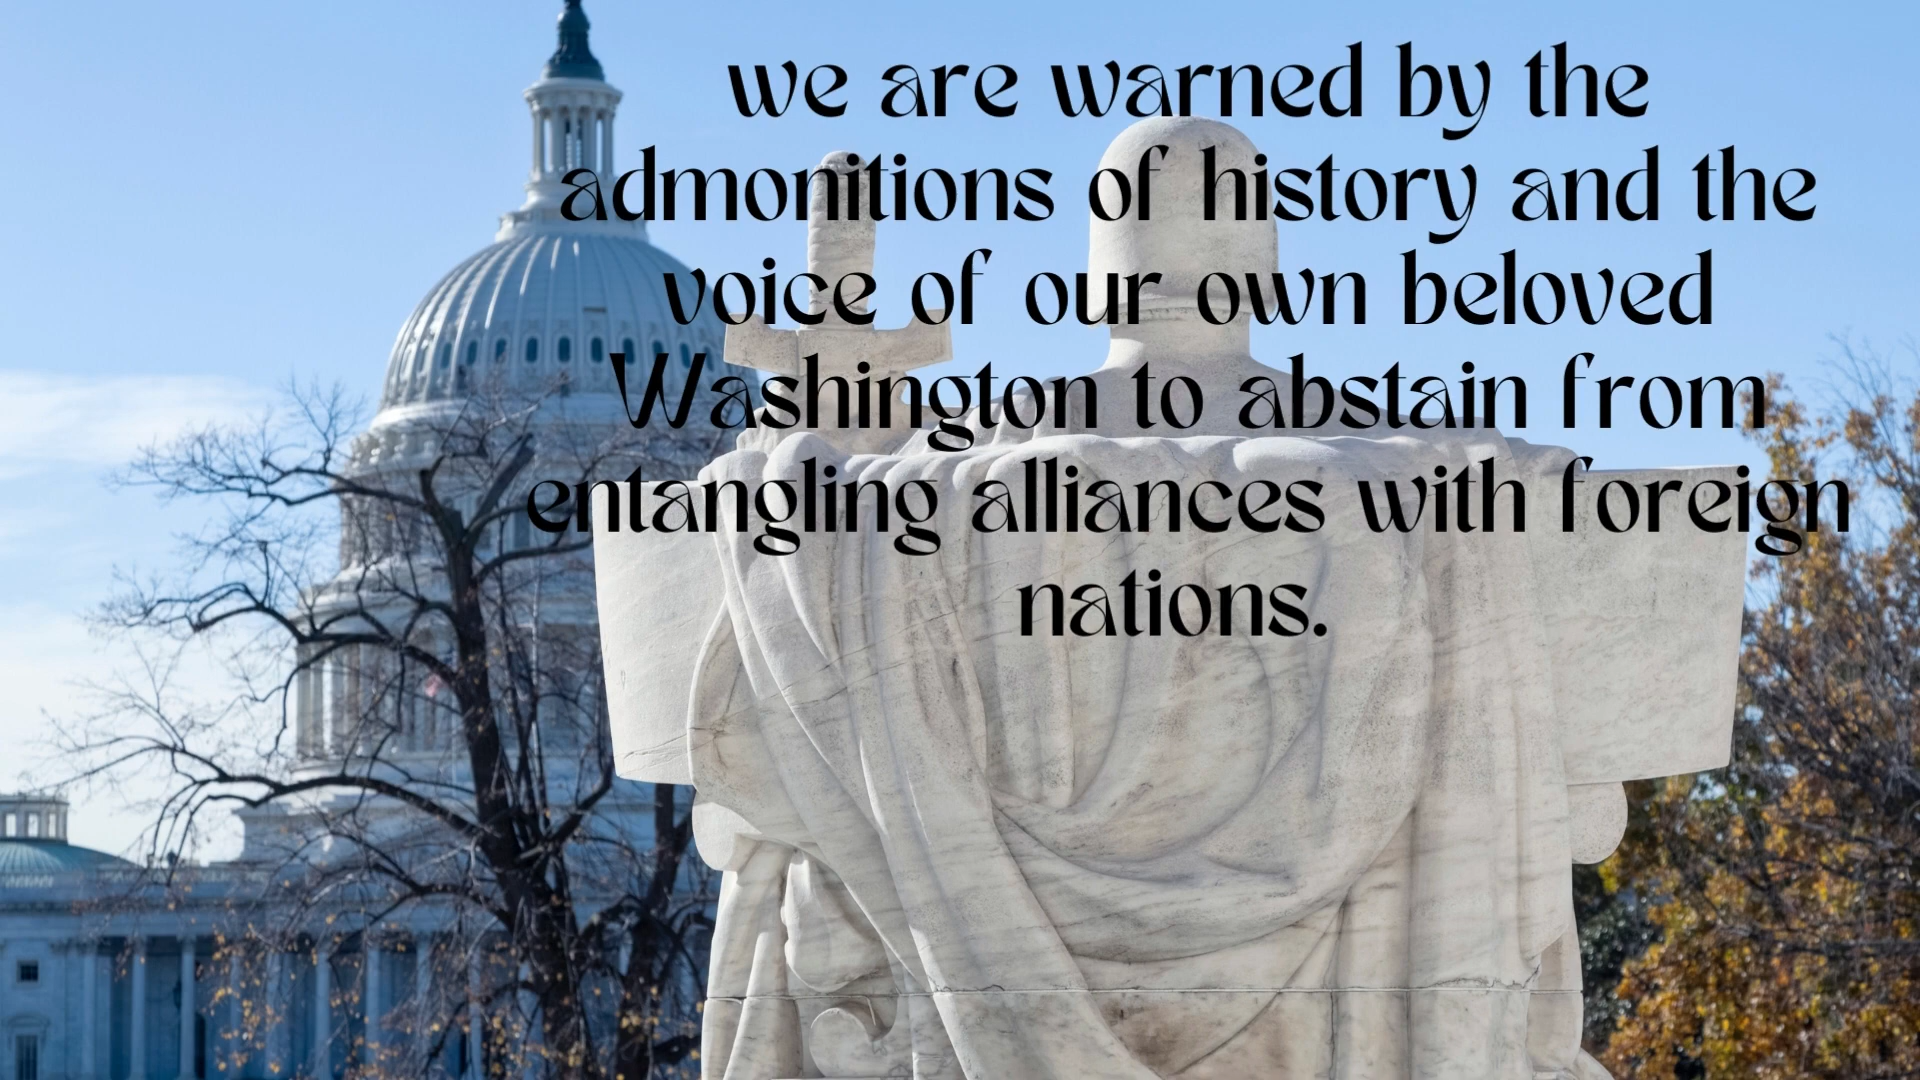 we are warned by the
admonitions of history and the
voice of our own beloved
Washington to abstain from
entangling alliances with foreign
nations.